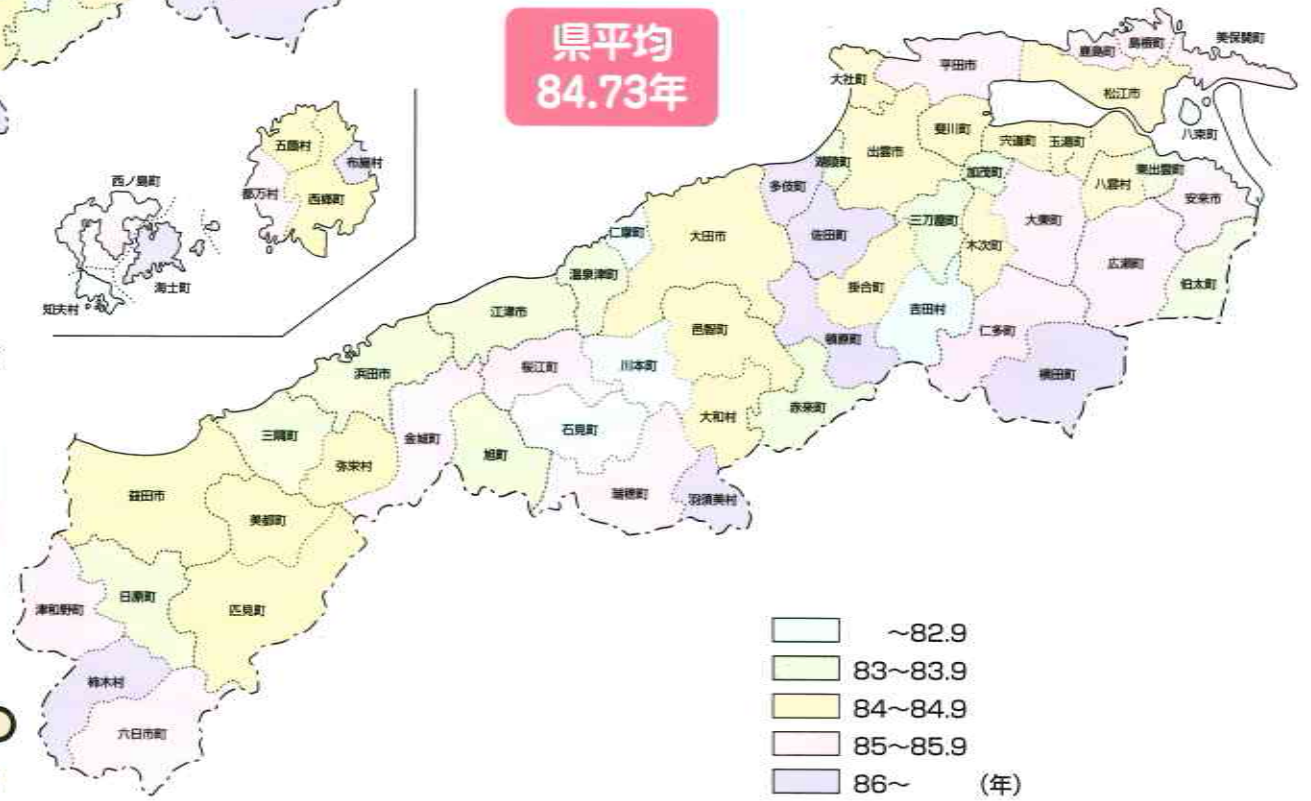 県平均
84.73年
美保関町
島根町
鹿島町
平田市
大社町
松江市
八束町
斐川町
宍道町
玉湯町
出雲市
湖陵町
加茂町
八雲村
東出雲町
安来市
多伎町
佐田町
三刀屋町
木次町
大東町
広瀬町
伯太町
五箇村
布施村
都万村
西郷町
西ノ島町
海士町
知夫村
仁摩町
大田市
温泉津町
掛合町
吉田村
仁多町
頓原町
横田町
江津市
邑智町
川本町
桜江町
浜田市
赤来町
大和村
石見町
三隅町
金城町
旭町
弥栄村
瑞穂町
羽須美村
益田市
美都町
津和野町
日原町
匹見町
柿木村
六日市町
～82.9
83～83.9
84～84.9
85～85.9
86～ (年)